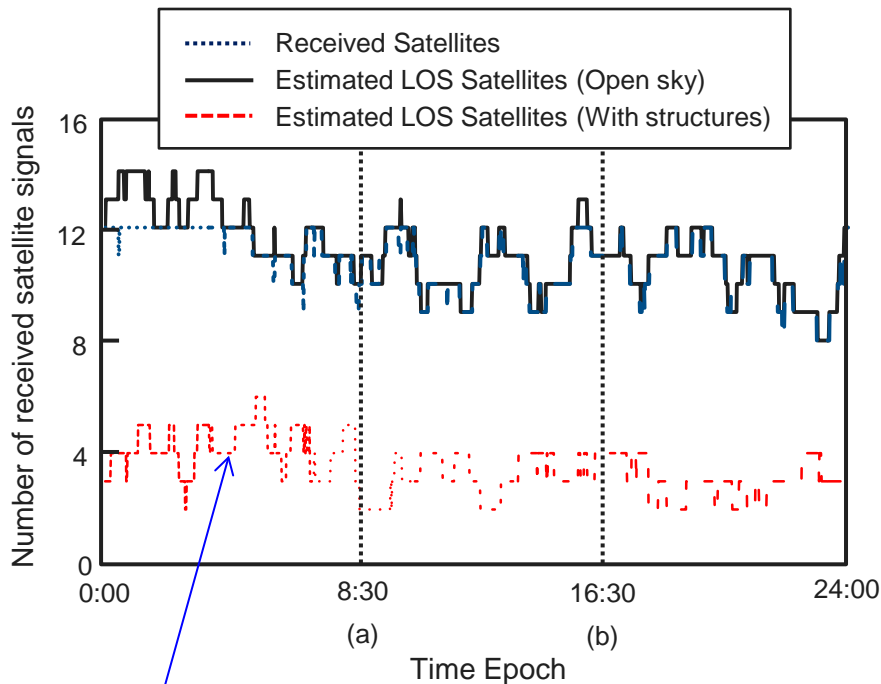 Received Satellites
Estimated LOS Satellites (Open sky)
Estimated LOS Satellites (With structures)
Number of received satellite signals
16
12
8
4
0
0:00
8:30
16:30
24:00
(a)
(b)
Time Epoch